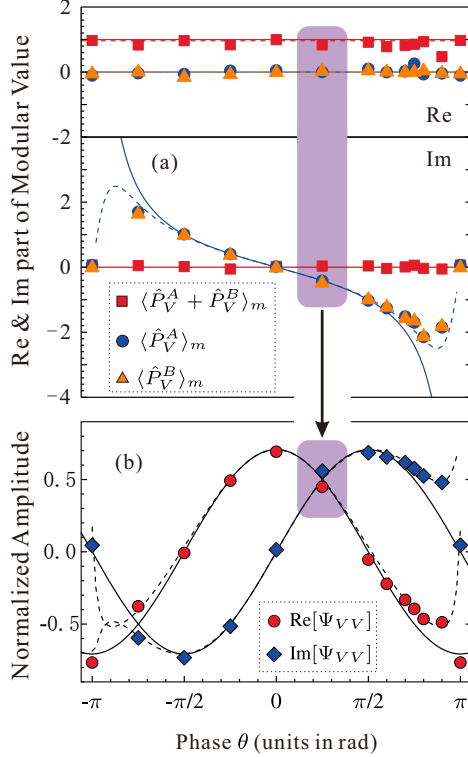 Re & Im part of Modular Value
2
0
-2
Re
(a)
Im
2
0
-2
-4
⟨P̂_V^A + P̂_V^B⟩_m
⟨P̂_V^A⟩_m
⟨P̂_V^B⟩_m
Normalized Amplitude
(b)
0.5
0.0
-0.5
Re[Ψ_VV]
Im[Ψ_VV]
-π
-π/2
0
π/2
π
Phase θ (units in rad)